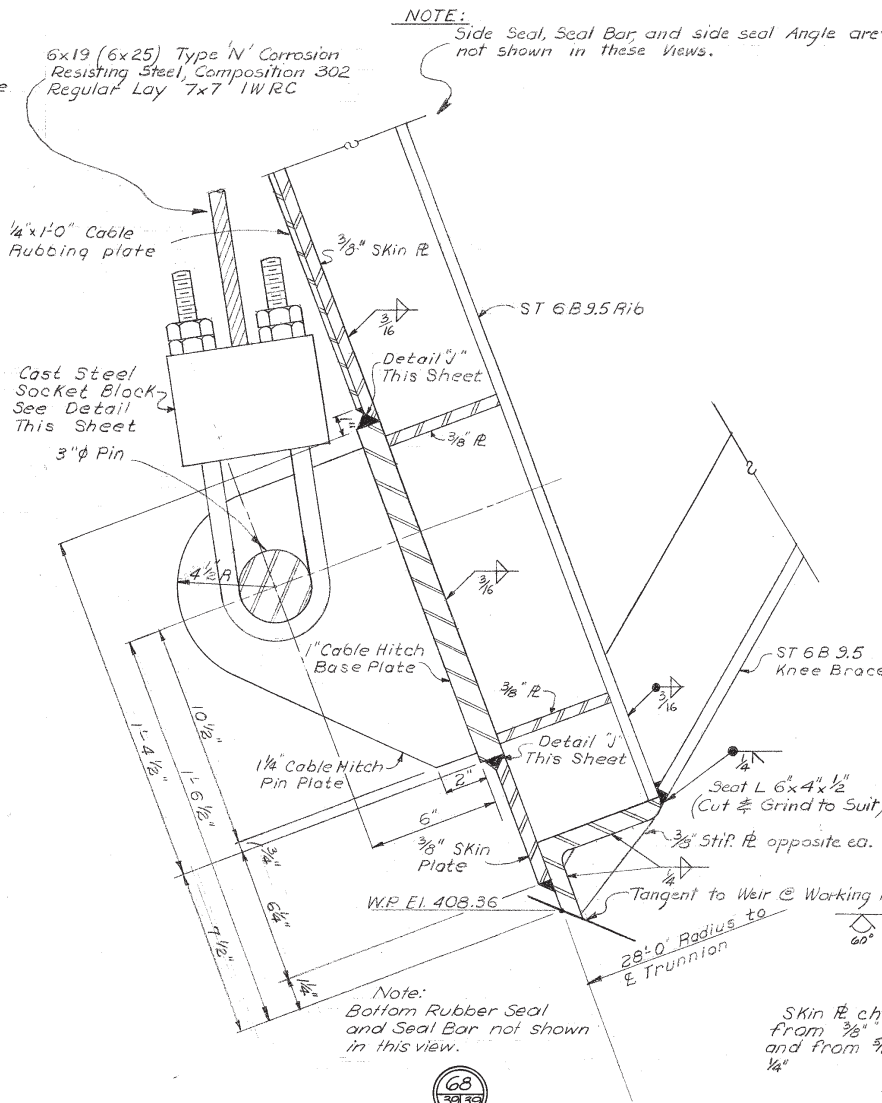 NOTE:
Side Seal, Seal Bar, and side seal Angle are
not shown in these Views.
6x19 (6x25) Type 'N' Corrosion
Resisting Steel, Composition 302
Regular Lay 7x7 IWRC
1/4" x 1'-0" Cable
Rubbing plate
3/8" Skin PL
3/16
ST 6 B 9.5 Rib
Cast Steel
Socket Block
See Detail
This Sheet
Detail "J"
This Sheet
1"
3/8" PL
3"φ Pin
4 1/2" R
3/16
1" Cable Hitch
Base Plate
ST 6 B 9.5
Knee Brace
3/8" PL
3/16
10 1/2"
1'-4 1/2"
1'-6 1/2"
1 1/4" Cable Hitch
Pin Plate
2"
Detail "J"
This Sheet
1/4
Seat L 6"x4"x1/2"
(Cut & Grind to Suit)
6"
3/8" Skin
Plate
3/8" Stif. PL opposite ea.
3/4"
1/4
W.P. El. 408.36
Tangent to Weir @ Working
6 1/4"
7 1/2"
60°
28'-0" Radius to
℄ Trunnion
1/4"
Note:
Bottom Rubber Seal
and Seal Bar not shown
in this view.
Skin PL ch
from 3/8"
and from 5/
1/4"
68
39 39